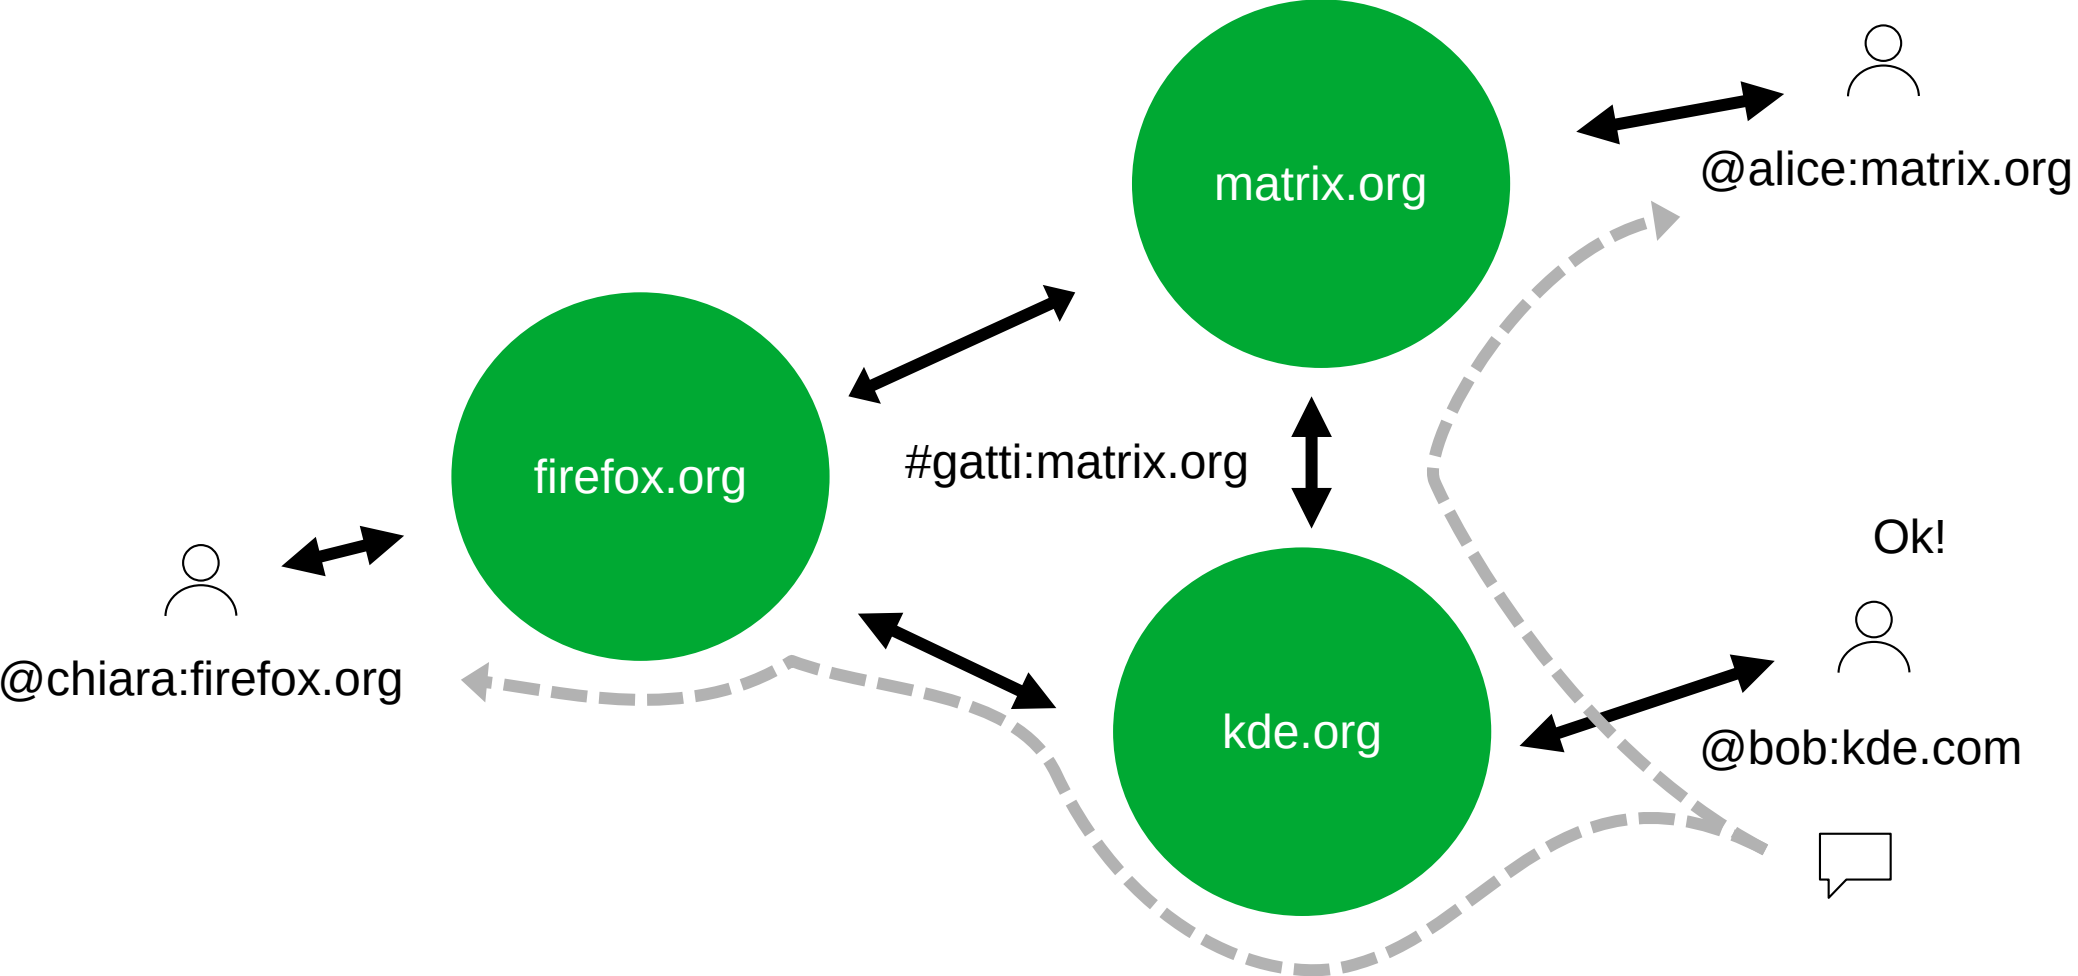 matrix.org
@alice:matrix.org
firefox.org
#gatti:matrix.org
Ok!
@chiara:firefox.org
kde.org
@bob:kde.com